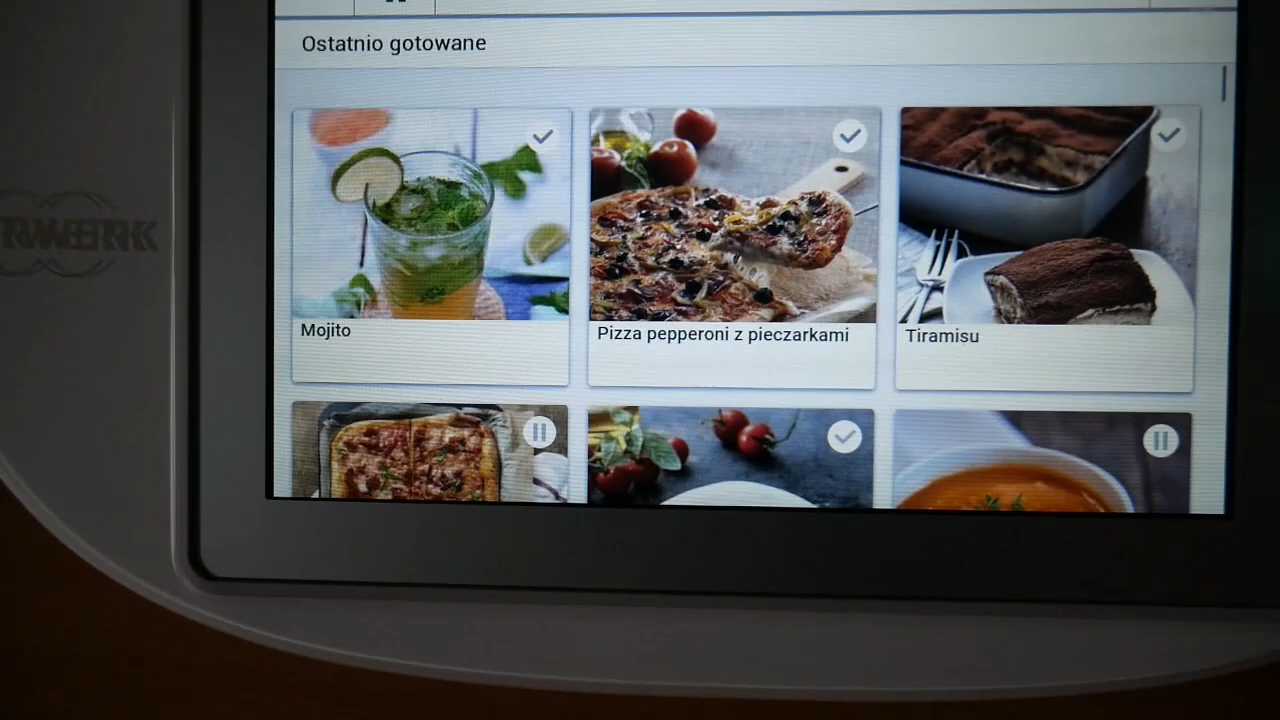 Ostatnio gotowane
Mojito
Pizza pepperoni z pieczarkami
Tiramisu